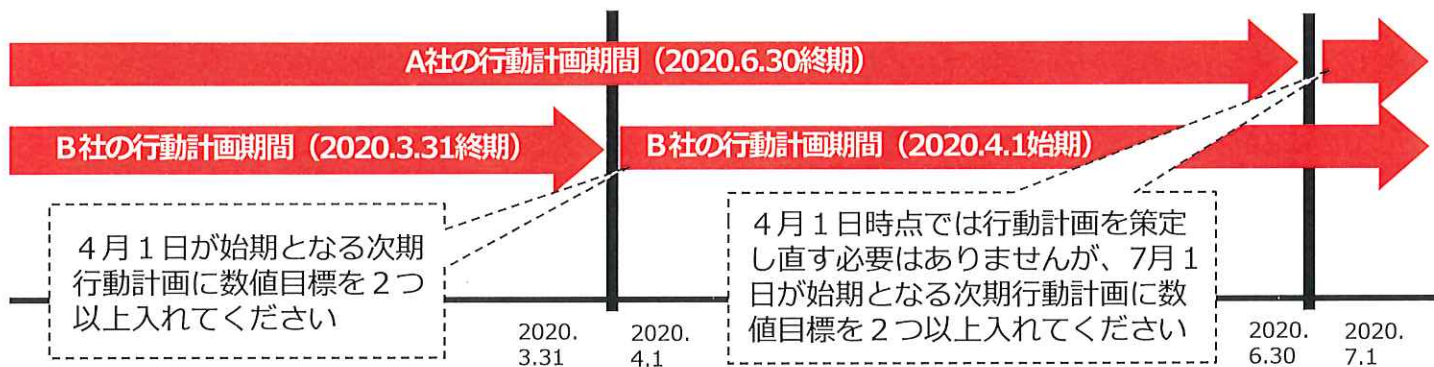 A社の行動計画期間（2020.6.30終期）
B社の行動計画期間（2020.3.31終期）
B社の行動計画期間（2020.4.1始期）
４月１日が始期となる次期
行動計画に数値目標を２つ
以上入れてください
４月１日時点では行動計画を策定
し直す必要はありませんが、7月１
日が始期となる次期行動計画に数
値目標を２つ以上入れてください
2020.
3.31
2020.
4.1
2020.
6.30
2020.
7.1